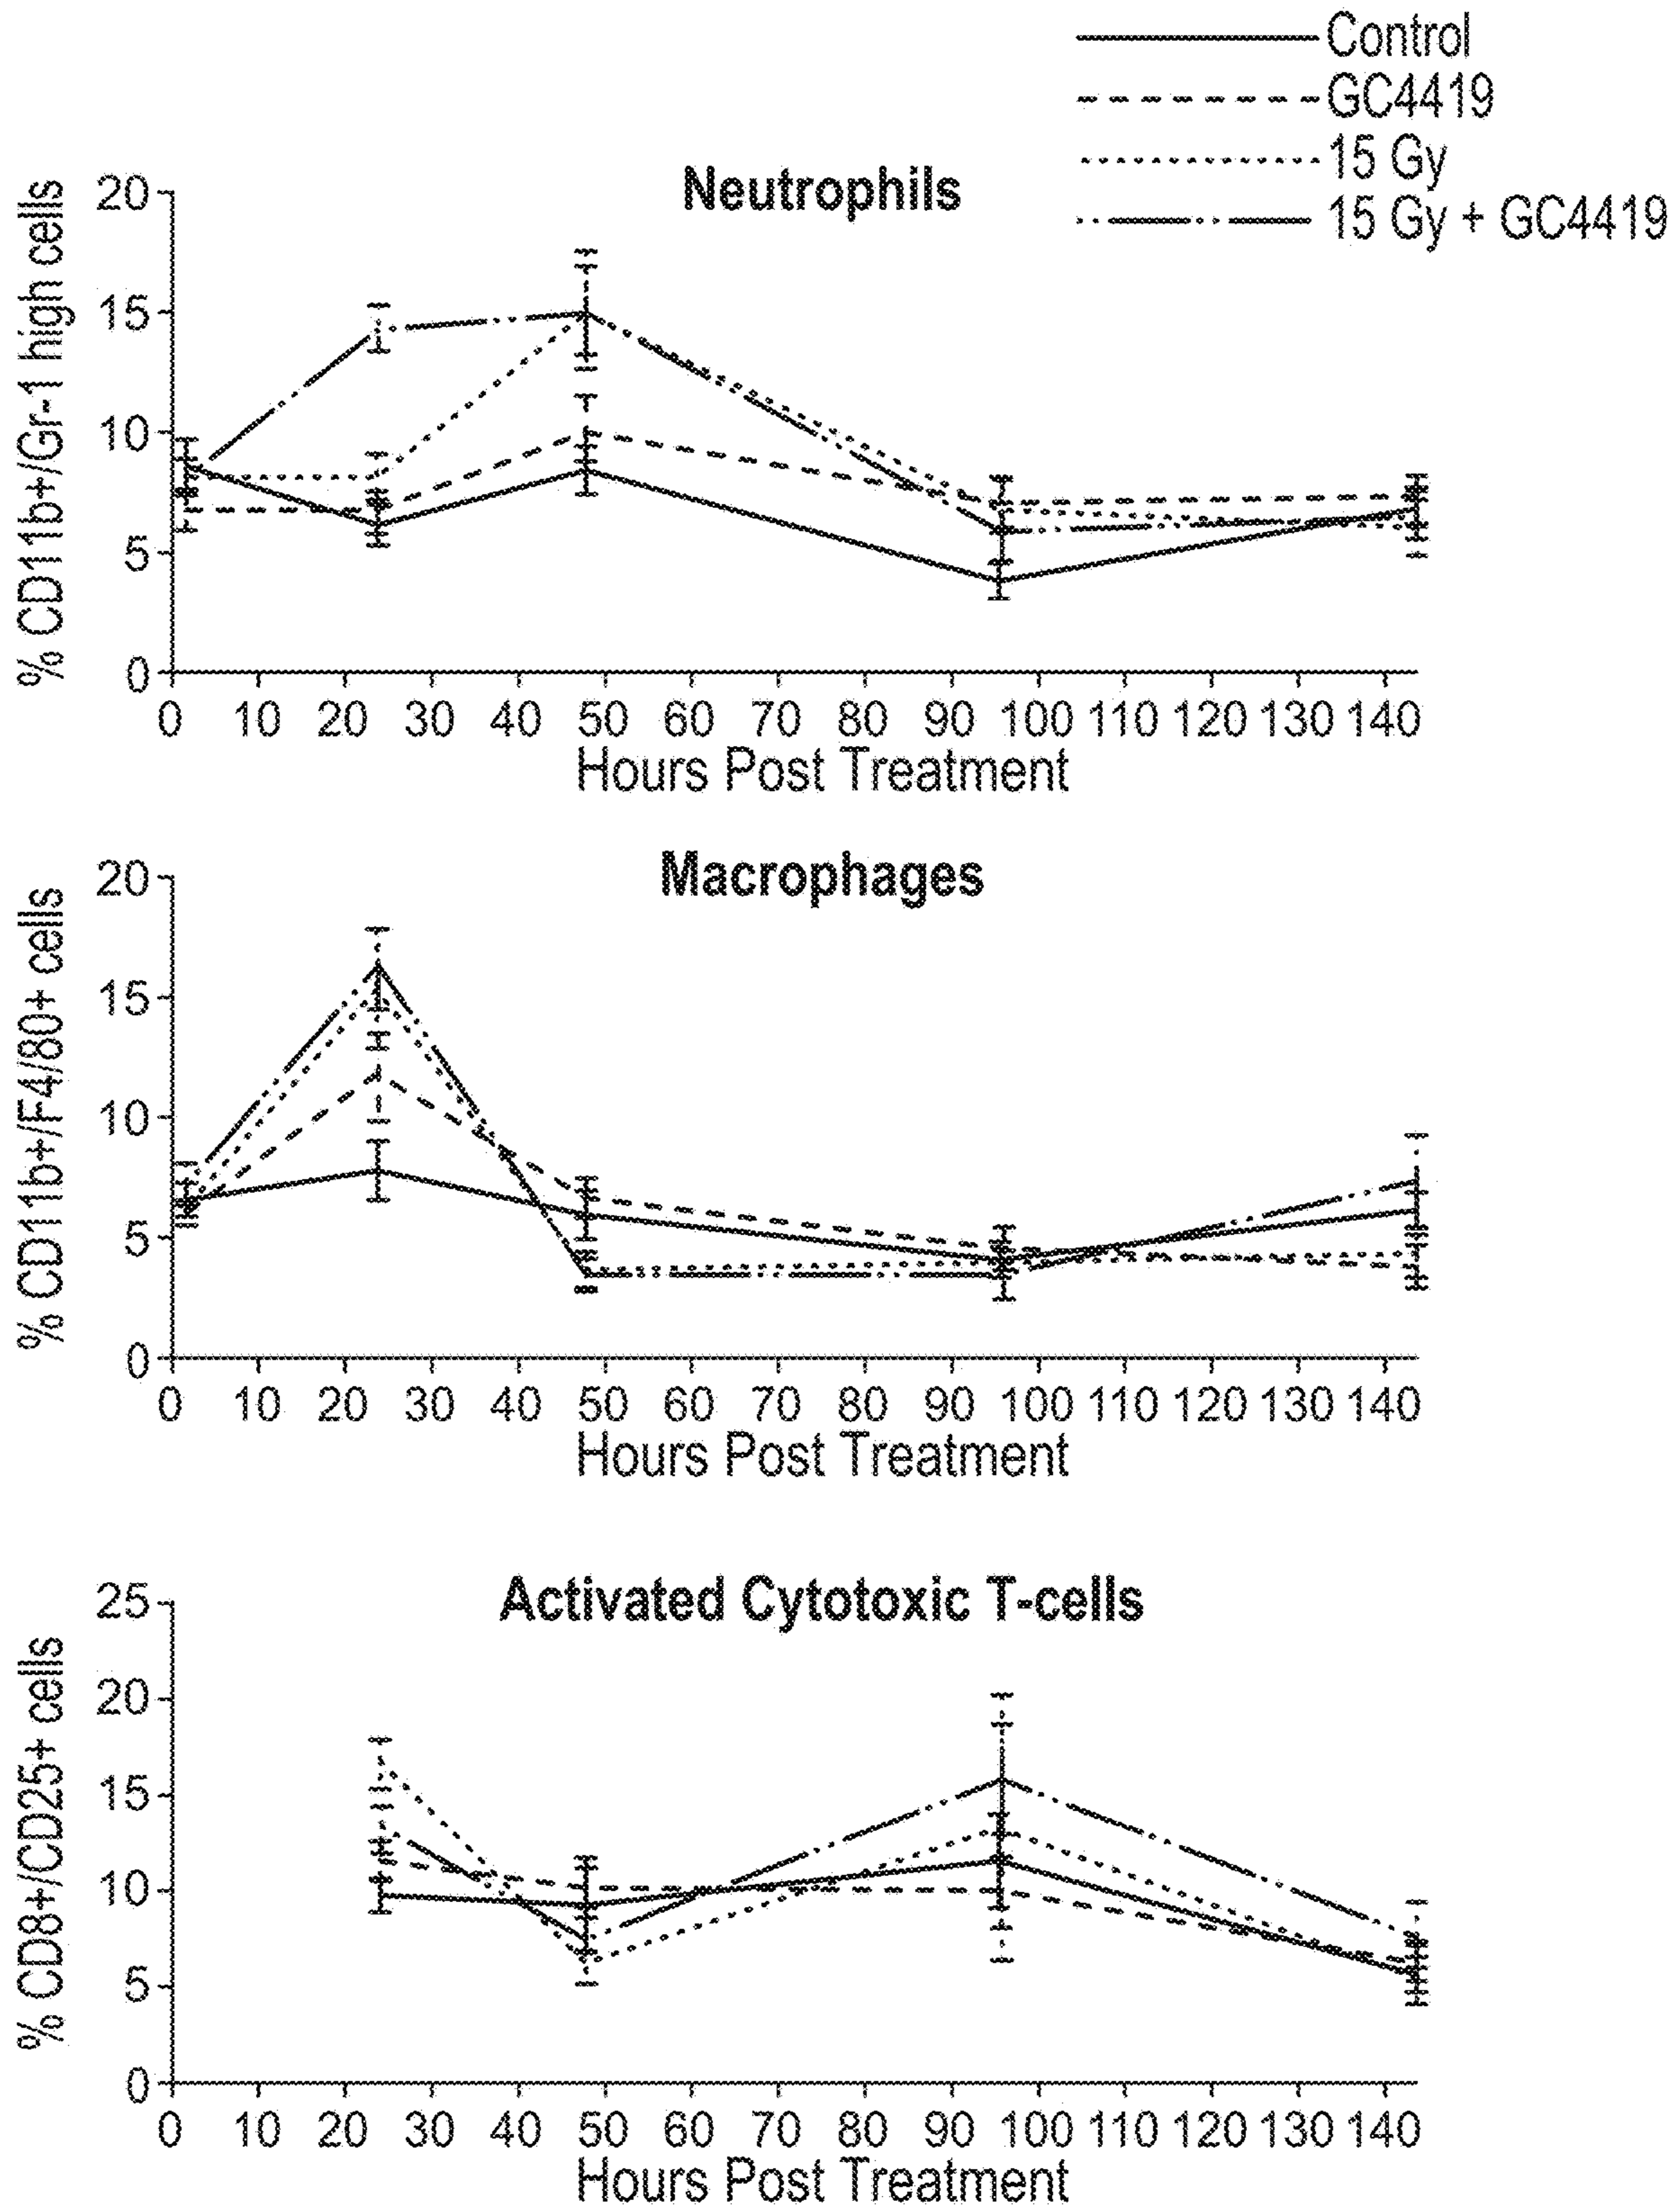 Control
GC4419
15 Gy
15 Gy + GC4419
Neutrophils
% CD11b+/Gr-1 high cells
20
15
10
5
0
0 10 20 30 40 50 60 70 80 90 100 110 120 130 140
Hours Post Treatment
Macrophages
% CD11b+/F4/80+ cells
20
15
10
5
0
0 10 20 30 40 50 60 70 80 90 100 110 120 130 140
Hours Post Treatment
Activated Cytotoxic T-cells
% CD8+/CD25+ cells
25
20
15
10
5
0
0 10 20 30 40 50 60 70 80 90 100 110 120 130 140
Hours Post Treatment